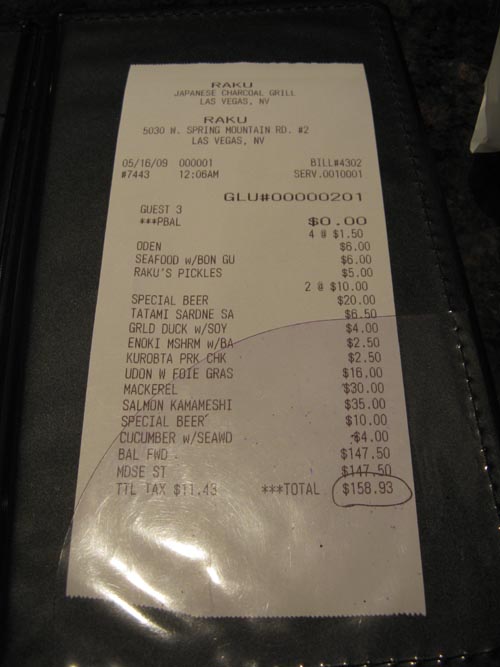 RAKU
JAPANESE CHARCOAL GRILL
LAS VEGAS, NV
RAKU
5030 W. SPRING MOUNTAIN RD. #2
LAS VEGAS, NV
05/16/09 000001 BILL#4302
#7443 12:06AM SERV.0010001
GLU#00000201
GUEST 3
***PBAL $0.00
4 @ $1.50
ODEN $6.00
SEAFOOD w/BON GU $6.00
RAKU'S PICKLES $5.00
2 @ $10.00
SPECIAL BEER $20.00
TATAMI SARDNE SA $6.50
GRLD DUCK w/SOY $4.00
ENOKI MSHRM w/BA $2.50
KUROBTA PRK CHK $2.50
UDON W FOIE GRAS $16.00
MACKEREL $30.00
SALMON KAMAMESHI $35.00
SPECIAL BEER $10.00
CUCUMBER w/SEAWD $4.00
BAL FWD $147.50
MDSE ST $147.50
TTL TAX $11.43 ***TOTAL $158.93